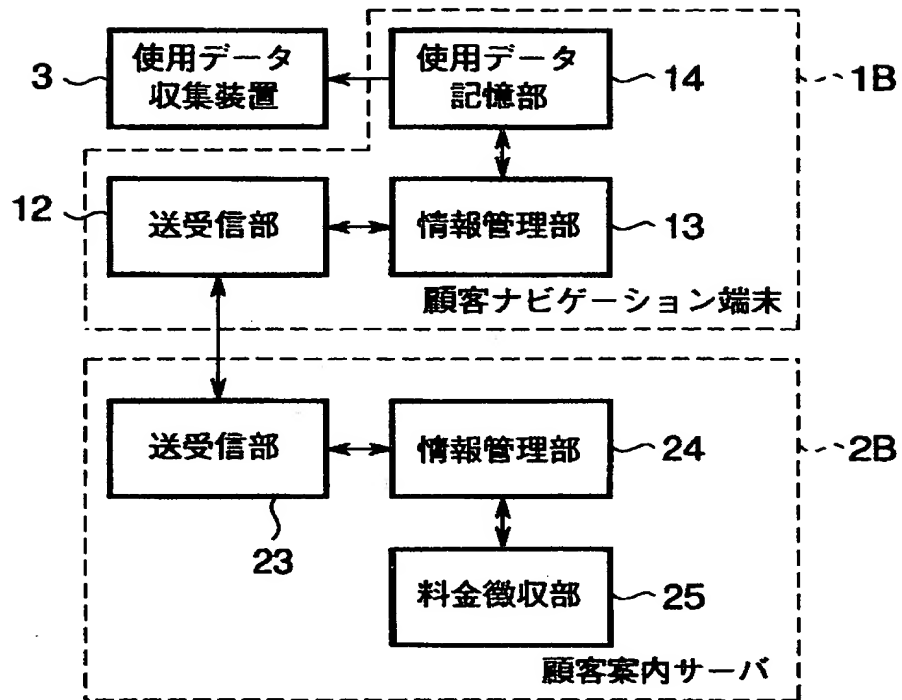 3
使用データ
収集装置
使用データ
記憶部
14
1B
12
送受信部
情報管理部
13
顧客ナビゲーション端末
送受信部
情報管理部
24
2B
23
料金徴収部
25
顧客案内サーバ